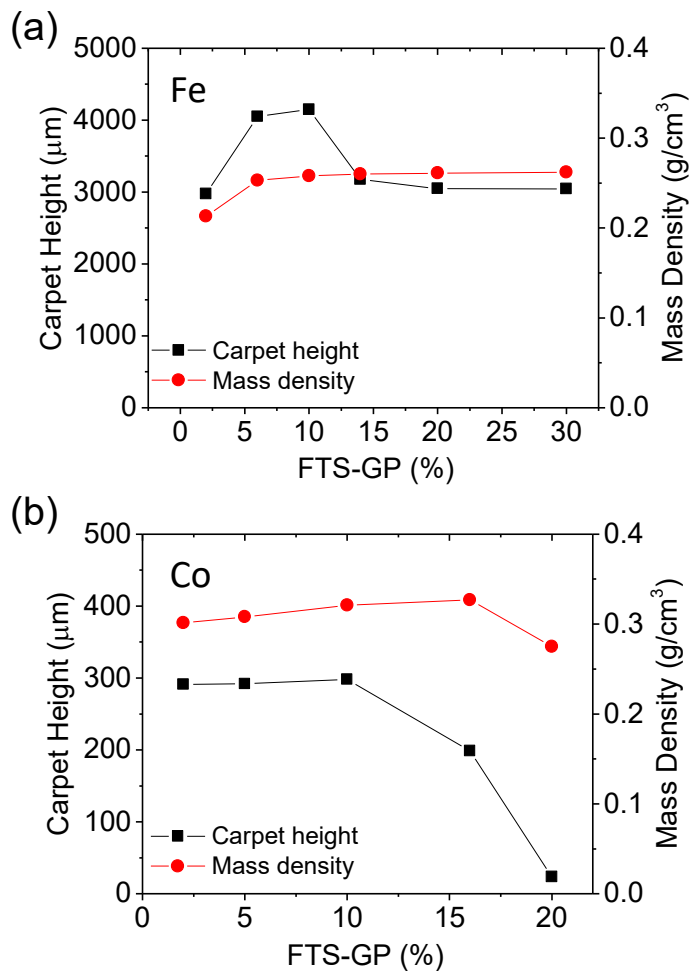 (a)
Fe
5000
4000
3000
2000
1000
0
Carpet Height (μm)
0.4
0.3
0.2
0.1
0.0
Mass Density (g/cm³)
Carpet height
Mass density
0 5 10 15 20 25 30
FTS-GP (%)
(b)
Co
500
400
300
200
100
0
Carpet Height (μm)
0.4
0.3
0.2
0.1
0.0
Mass Density (g/cm³)
Carpet height
Mass density
0 5 10 15 20
FTS-GP (%)